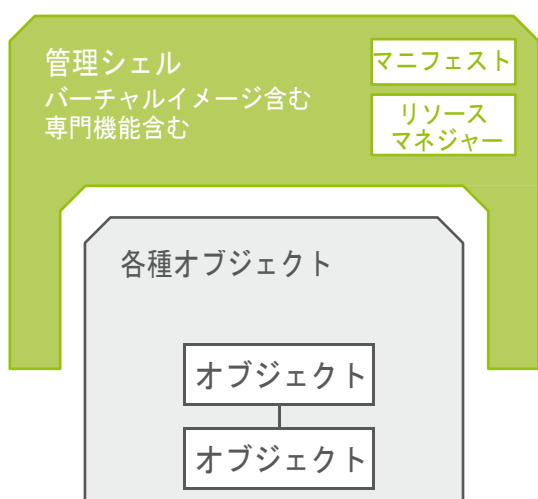 管理シェル
バーチャルイメージ含む
専門機能含む
マニフェスト
リソース
マネジャー
各種オブジェクト
オブジェクト
オブジェクト